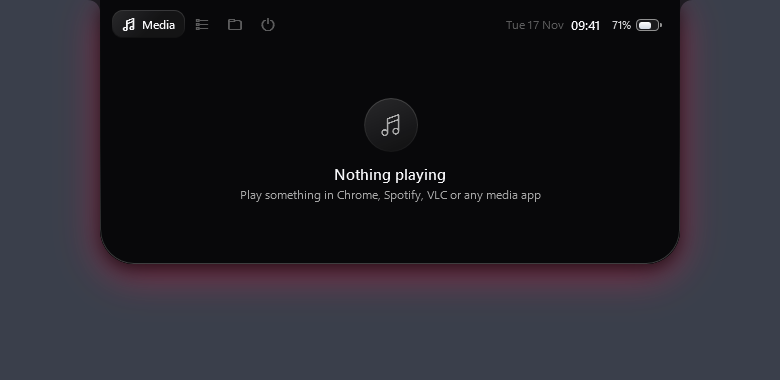 Media Tue 17 Nov 09:41 71%
Nothing playing
Play something in Chrome, Spotify, VLC or any media app